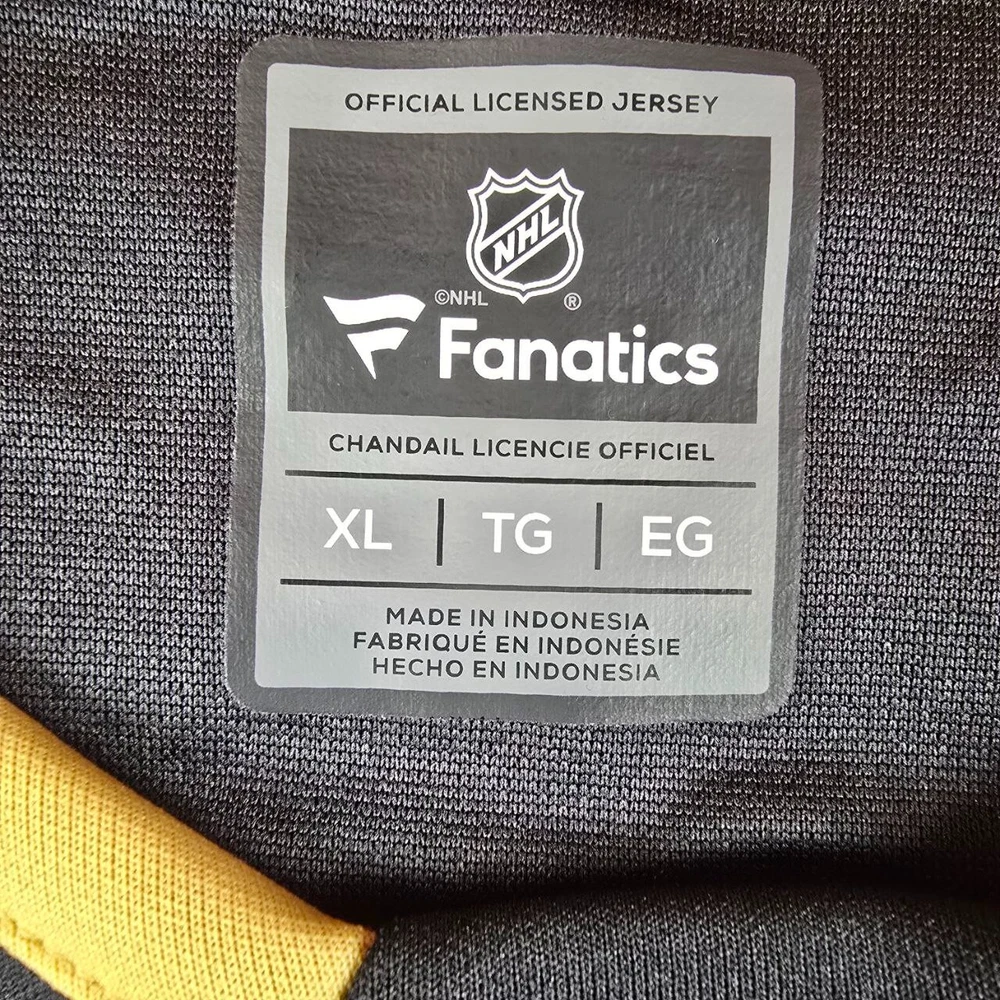 OFFICIAL LICENSED JERSEY
NHL
©NHL ®
Fanatics
CHANDAIL LICENCIE OFFICIEL
XL | TG | EG
MADE IN INDONESIA
FABRIQUÉ EN INDONÉSIE
HECHO EN INDONESIA